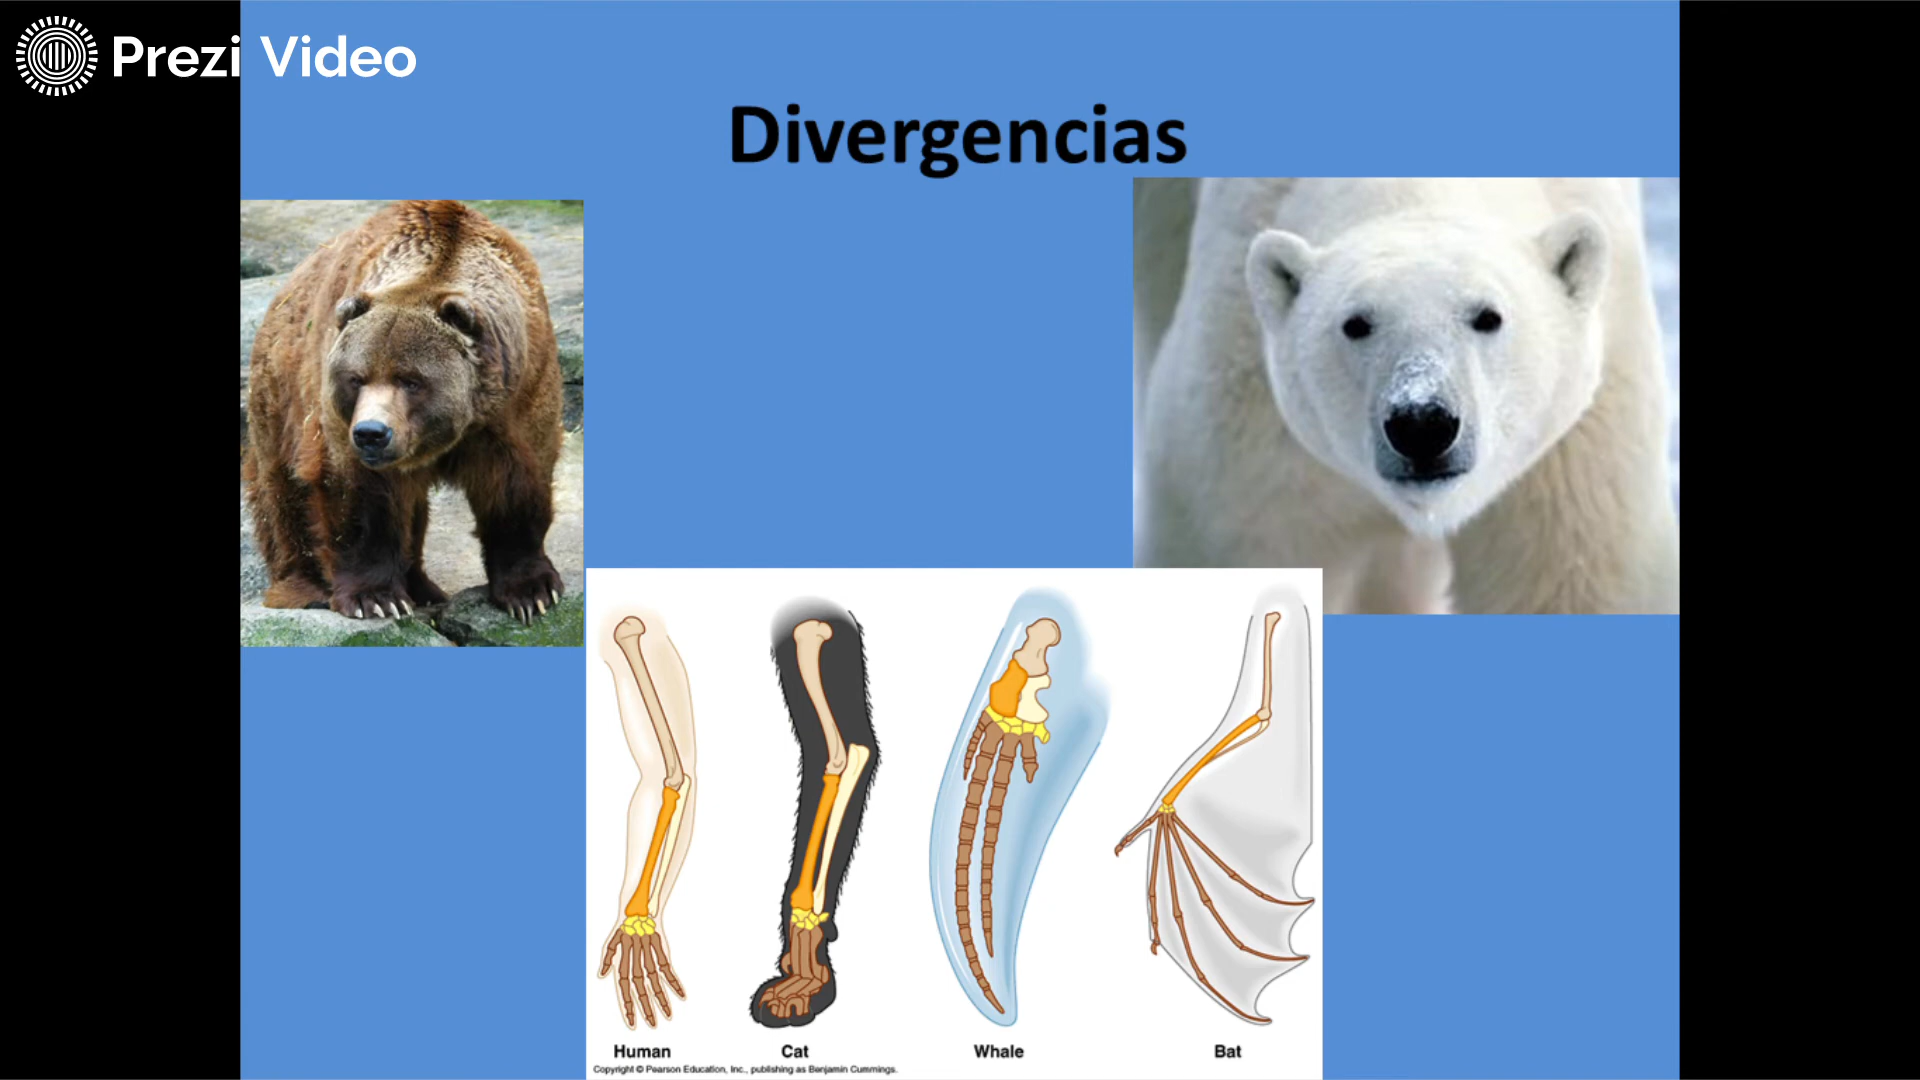 Prezi Video
Divergencias
Human Cat Whale Bat
Copyright © Pearson Education, Inc., publishing as Benjamin Cummings.